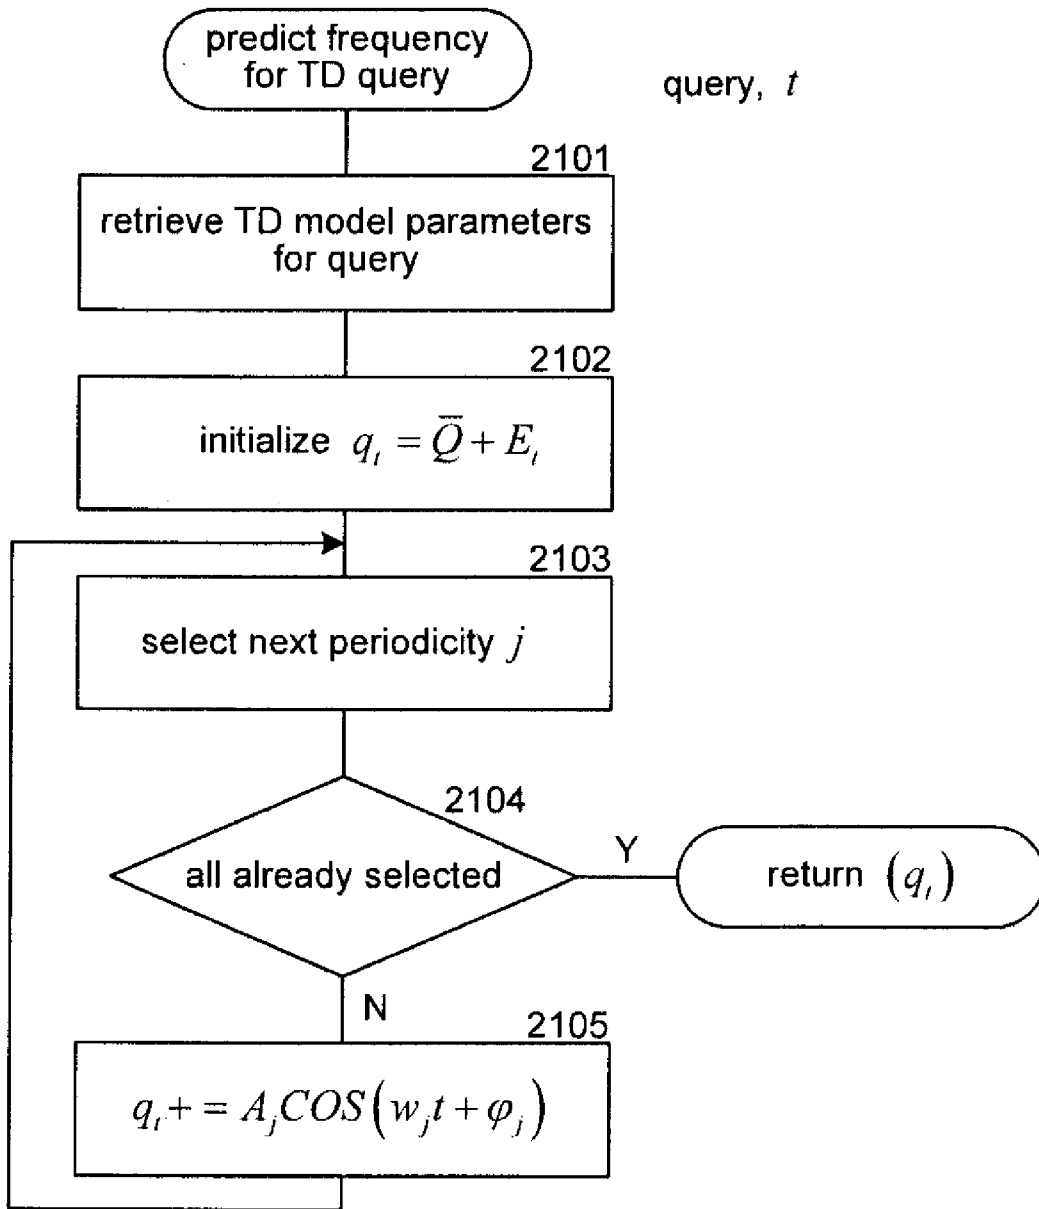 predict frequency
for TD query
query, t
2101
retrieve TD model parameters
for query
2102
initialize q_t = Q̅ + E_t
2103
select next periodicity j
2104
all already selected
Y
return (q_t)
N
2105
q_t + = A_j COS(w_j t + φ_j)